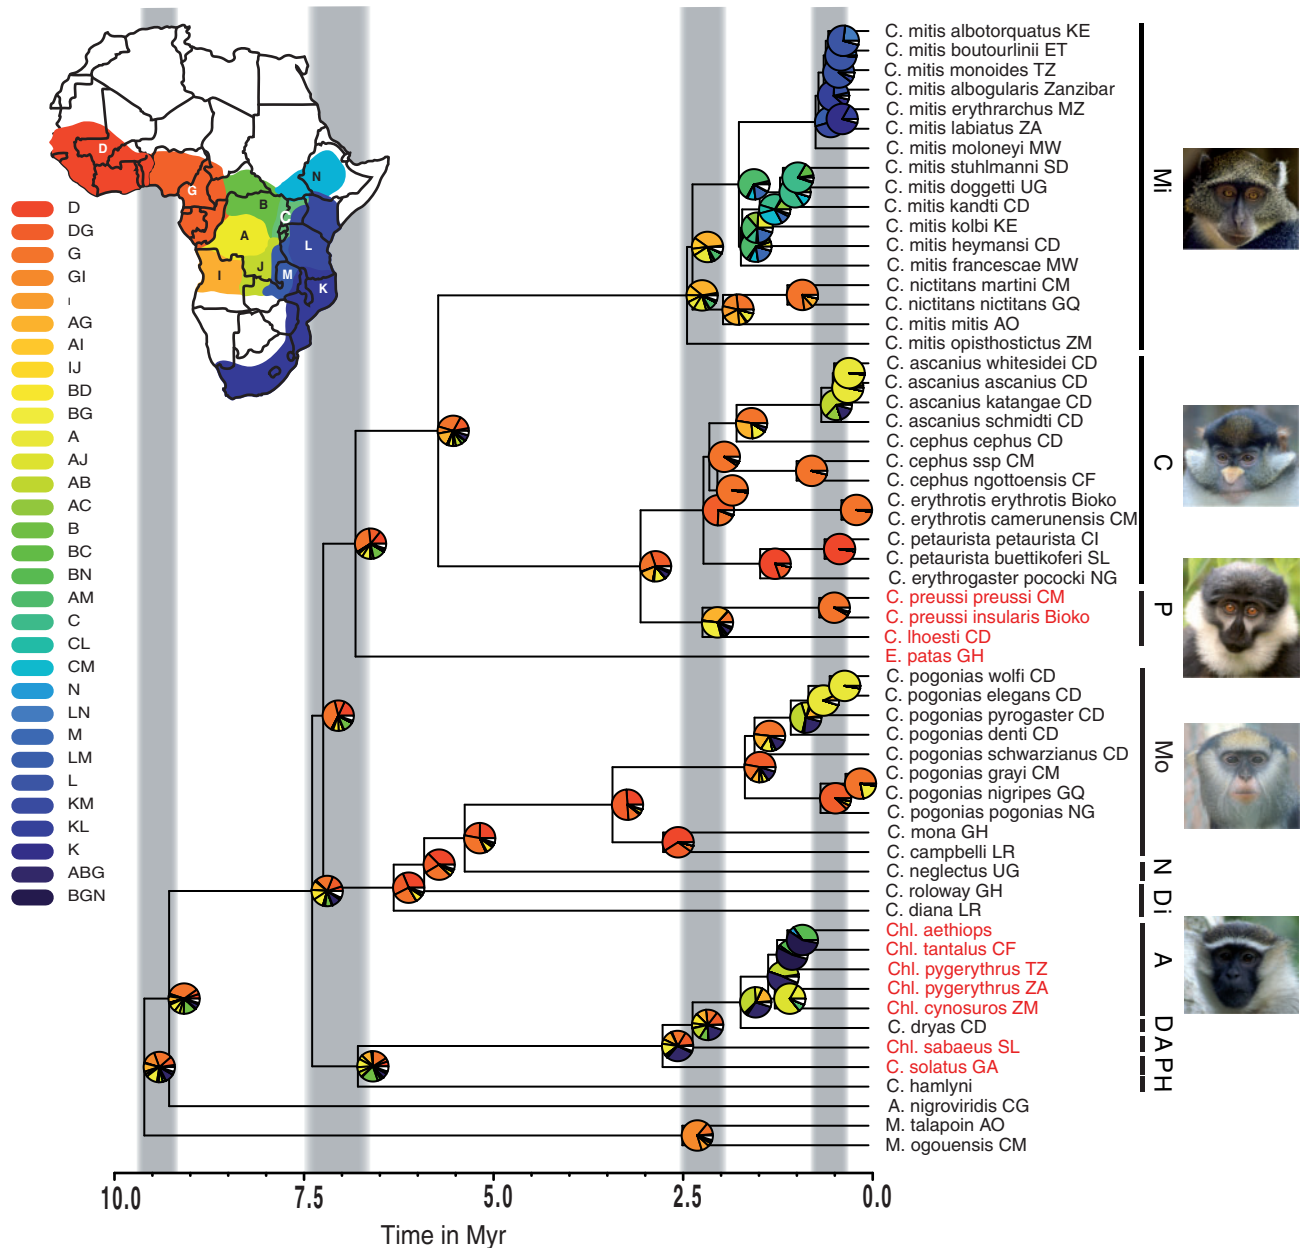 D
G
B
N
C
A
L
I
J
M
K
D
DG
G
GI
I
AG
AI
IJ
BD
BG
A
AJ
AB
AC
B
BC
BN
AM
C
CL
CM
N
LN
M
LM
L
KM
KL
K
ABG
BGN
C. mitis albotorquatus KE
C. mitis boutourlinii ET
C. mitis monoides TZ
C. mitis albogularis Zanzibar
C. mitis erythrarchus MZ
C. mitis labiatus ZA
C. mitis moloneyi MW
C. mitis stuhlmanni SD
C. mitis doggetti UG
C. mitis kandti CD
C. mitis kolbi KE
C. mitis heymansi CD
C. mitis francescae MW
C. nictitans martini CM
C. nictitans nictitans GQ
C. mitis mitis AO
C. mitis opisthostictus ZM
C. ascanius whitesidei CD
C. ascanius ascanius CD
C. ascanius katangae CD
C. ascanius schmidti CD
C. cephus cephus CD
C. cephus ssp CM
C. cephus ngottoensis CF
C. erythrotis erythrotis Bioko
C. erythrotis camerunensis CM
C. petaurista petaurista CI
C. petaurista buettikoferi SL
C. erythrogaster pococki NG
C. preussi preussi CM
C. preussi insularis Bioko
C. lhoesti CD
E. patas GH
C. pogonias wolfi CD
C. pogonias elegans CD
C. pogonias pyrogaster CD
C. pogonias denti CD
C. pogonias schwarzianus CD
C. pogonias grayi CM
C. pogonias nigripes GQ
C. pogonias pogonias NG
C. mona GH
C. campbelli LR
C. neglectus UG
C. roloway GH
C. diana LR
Chl. aethiops
Chl. tantalus CF
Chl. pygerythrus TZ
Chl. pygerythrus ZA
Chl. cynosuros ZM
C. dryas CD
Chl. sabaeus SL
C. solatus GA
C. hamlyni
A. nigroviridis CG
M. talapoin AO
M. ogouensis CM
Mi
C
P
Mo
N
Di
A
D
A
P
H
10.0 7.5 5.0 2.5 0.0
Time in Myr